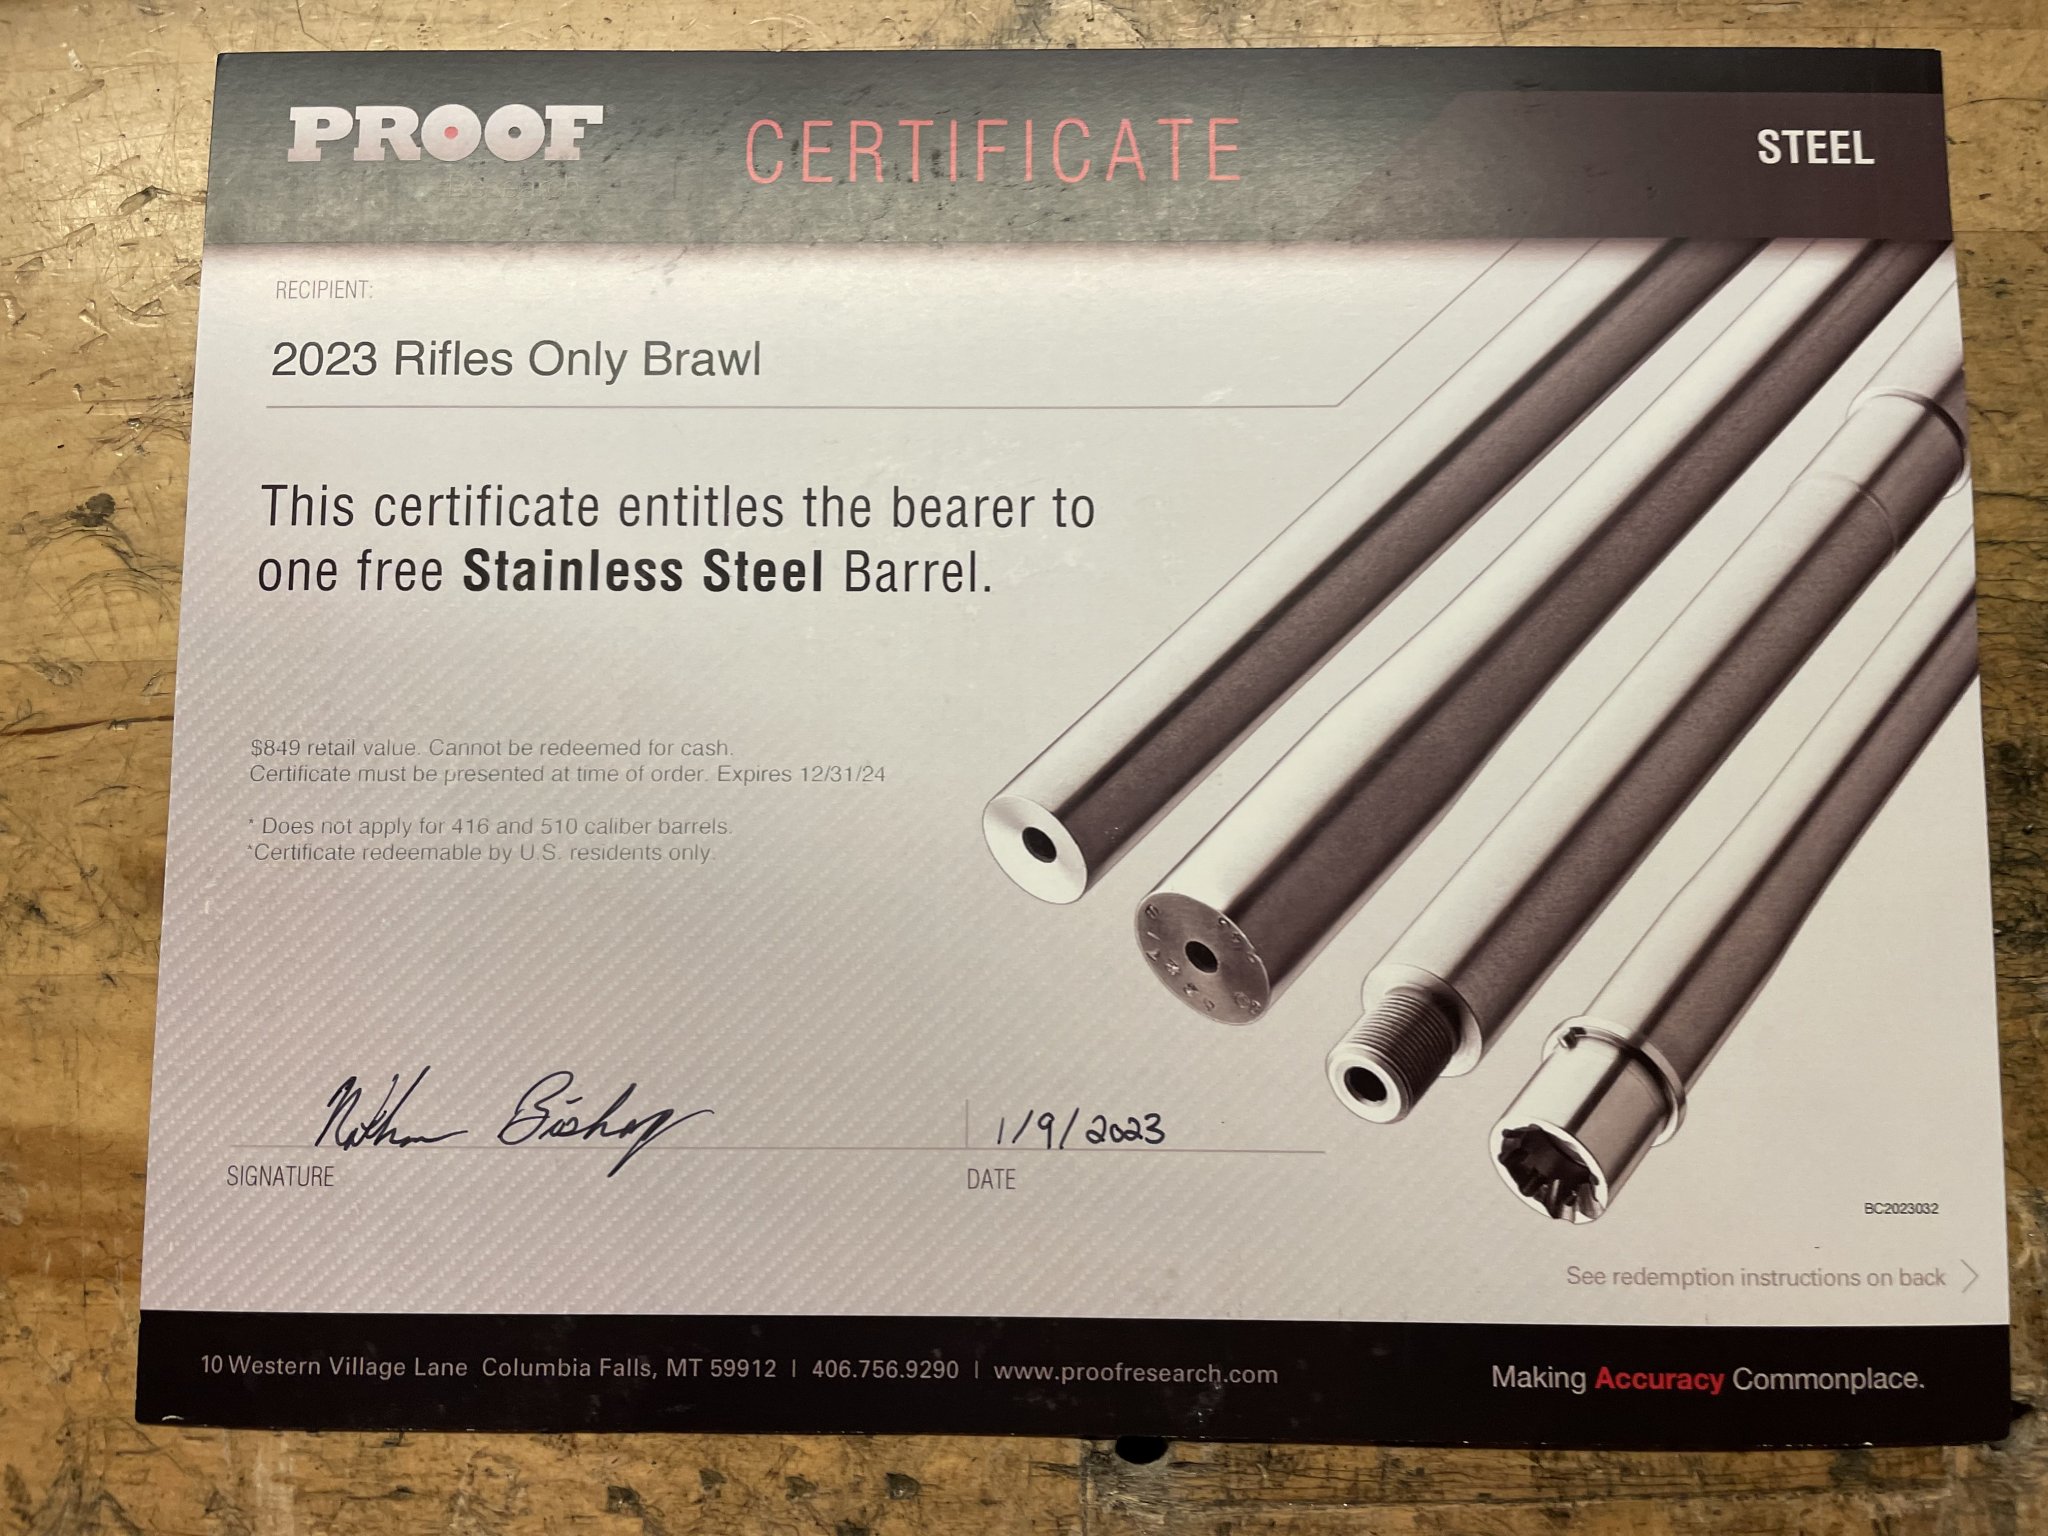 PROOF
CERTIFICATE
STEEL
RECIPIENT:
2023 Rifles Only Brawl
This certificate entitles the bearer to
one free Stainless Steel Barrel.
$849 retail value. Cannot be redeemed for cash.
Certificate must be presented at time of order. Expires 12/31/24
* Does not apply for 416 and 510 caliber barrels.
*Certificate redeemable by U.S. residents only.
Nathan Bishop
1/9/2023
SIGNATURE
DATE
BC2023032
See redemption instructions on back
10 Western Village Lane Columbia Falls, MT 59912 | 406.756.9290 | www.proofresearch.com
Making Accuracy Commonplace.